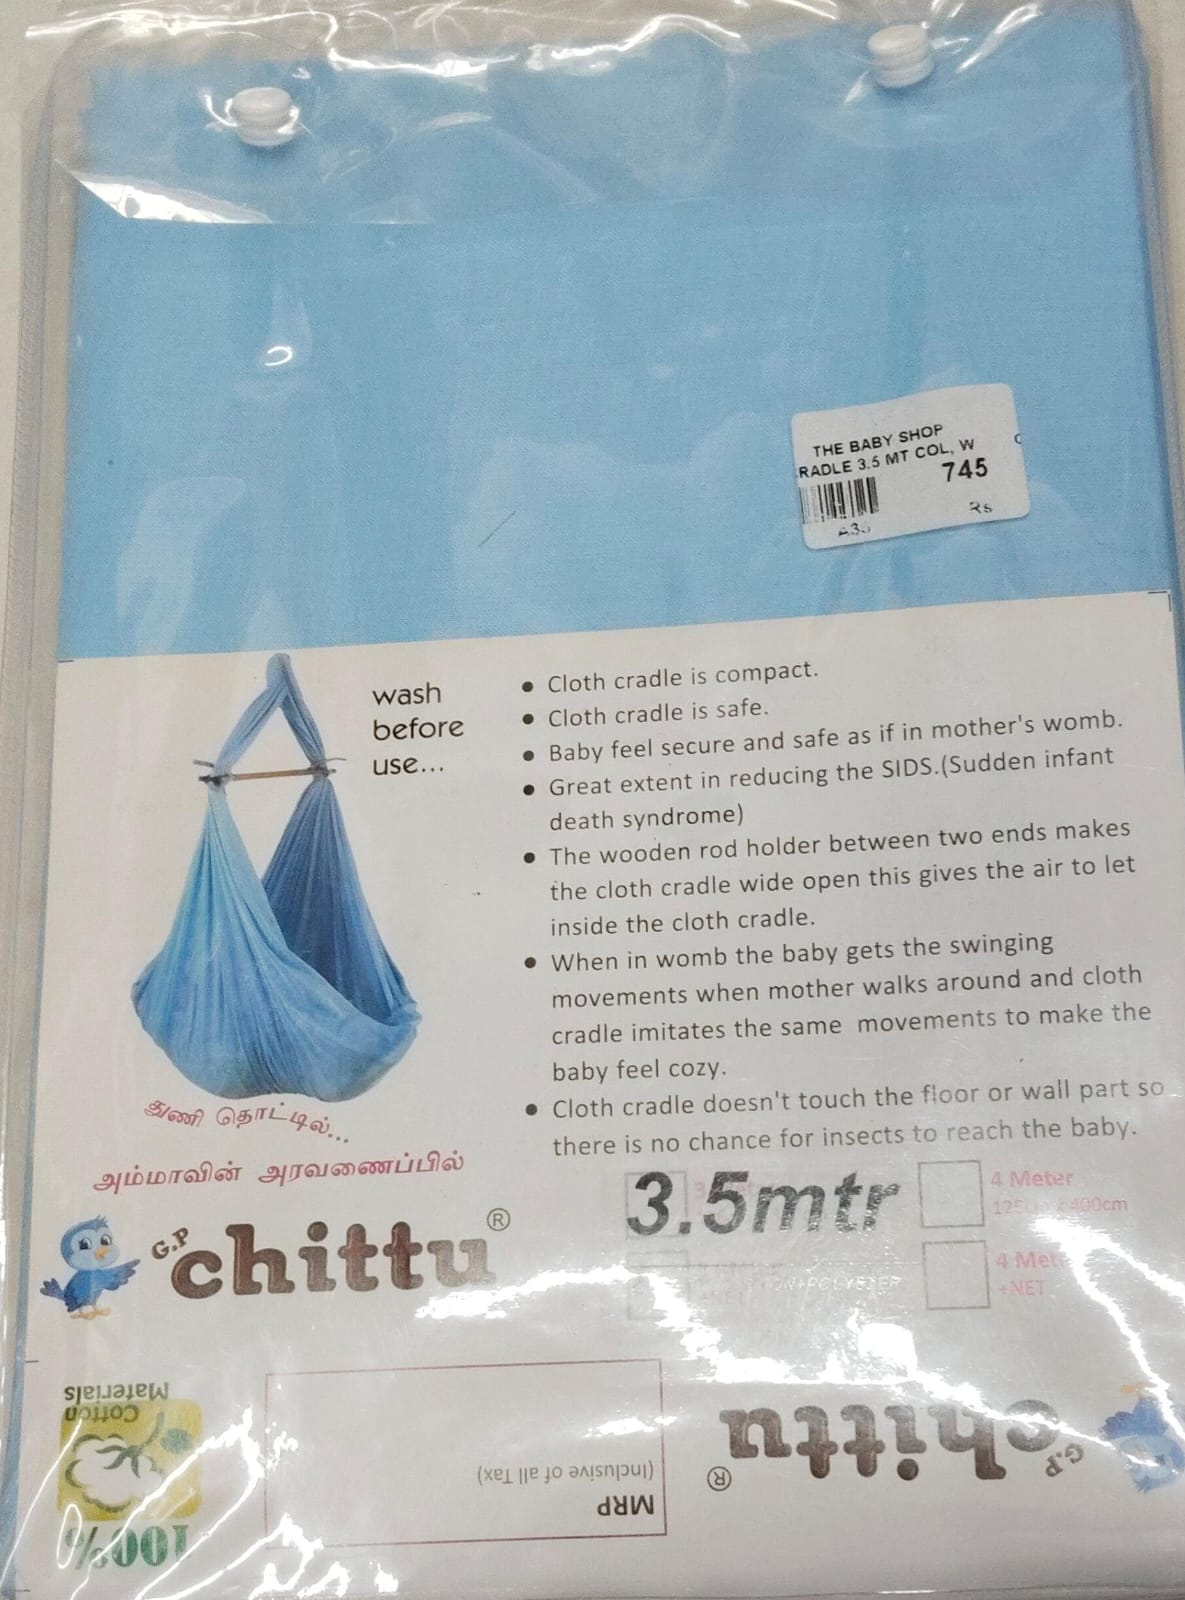 THE BABY SHOP
RADLE 3.5 MT COL, W
745
Rs
wash
before
use...
• Cloth cradle is compact.
• Cloth cradle is safe.
• Baby feel secure and safe as if in mother's womb.
• Great extent in reducing the SIDS.(Sudden infant
death syndrome)
• The wooden rod holder between two ends makes
the cloth cradle wide open this gives the air to let
inside the cloth cradle.
• When in womb the baby gets the swinging
movements when mother walks around and cloth
cradle imitates the same movements to make the
baby feel cozy.
• Cloth cradle doesn't touch the floor or wall part so
there is no chance for insects to reach the baby.
துணி தொட்டில்...
அம்மாவின் அரவணைப்பில்
G.P chittu ®
3.5mtr
4 Meter
400cm
+NET
G.P chittu ®
MRP
(Inclusive of all Tax)
100%
Cotton
Materials